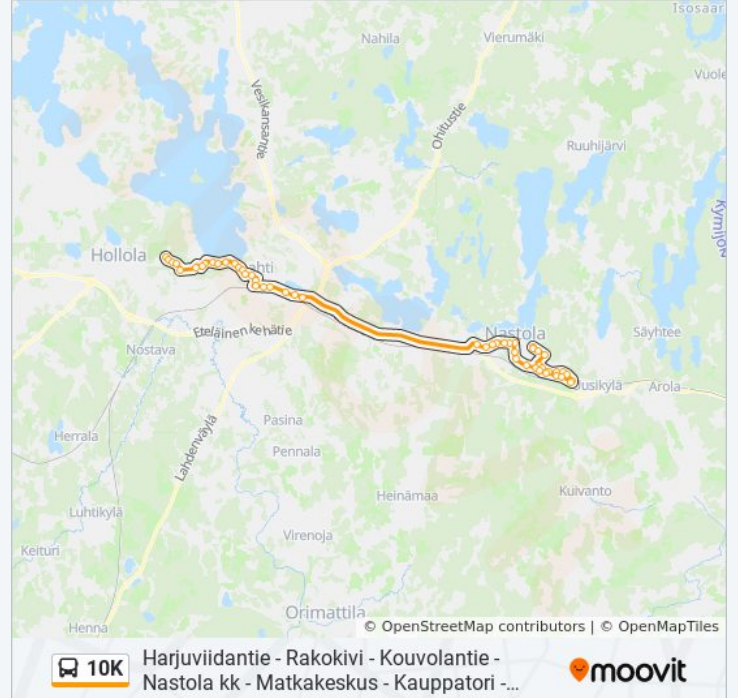 Isosaar
Nahila
Vierumäki
Vuole
Vesikansantie
Ohitustie
Ruuhijärvi
Kymijok
Hollola
ahti
Nastola
Eteläinen kehätie
Säyhtee
Nostava
Uusikylä
Arola
Lahdenväylä
Pasina
Herrala
Pennala
Heinämaa
Kuivanto
Luhtikylä
Virenoja
Keituri
Orimattila
Henna
© OpenStreetMap contributors | © OpenMapTiles
10K
Harjuviidantie - Rakokivi - Kouvolantie -
Nastola kk - Matkakeskus - Kauppatori -...
moovit